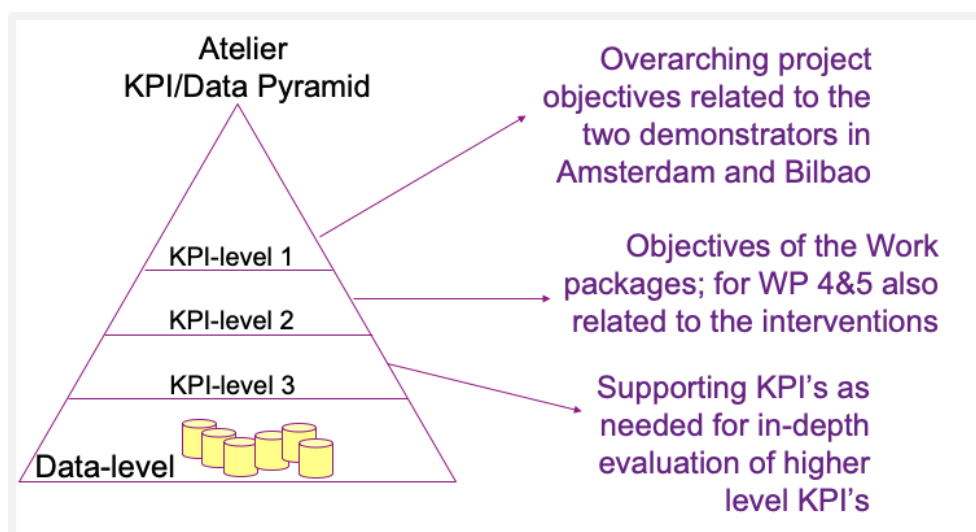 Atelier
KPI/Data Pyramid
KPI-level 1
KPI-level 2
KPI-level 3
Data-level
Overarching project
objectives related to the
two demonstrators in
Amsterdam and Bilbao
Objectives of the Work
packages; for WP 4&5 also
related to the interventions
Supporting KPI's as
needed for in-depth
evaluation of higher
level KPI's